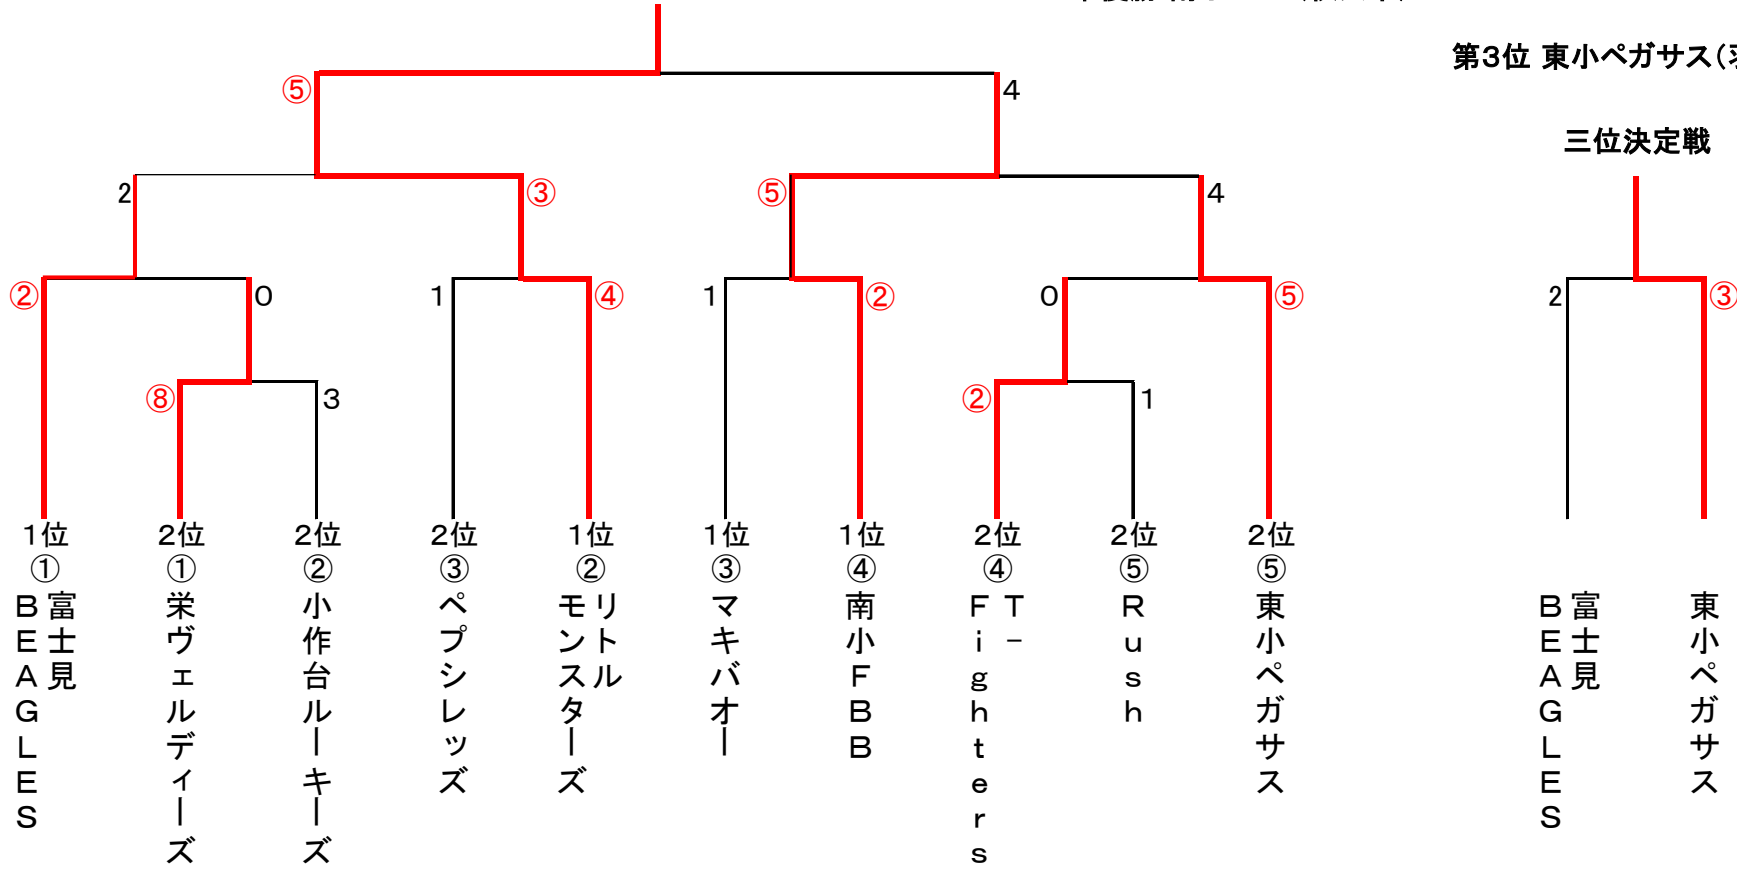 第3位 東小ペガサス(
⑤
4
三位決定戦
2
③
⑤
4
②
0
1
④
1
②
0
⑤
2
③
⑧
3
②
1
1位
2位
2位
2位
1位
1位
1位
2位
2位
2位
①
①
②
③
②
③
④
④
⑤
⑤
富士見
BEAGLES
栄ヴェルディーズ
小作台ルーキーズ
ペプシレッズ
リトル
モンスターズ
マキバオー
南小FBB
T-
Fighters
Rush
東小ペガサス
富士見
BEAGLES
東小ペガサス